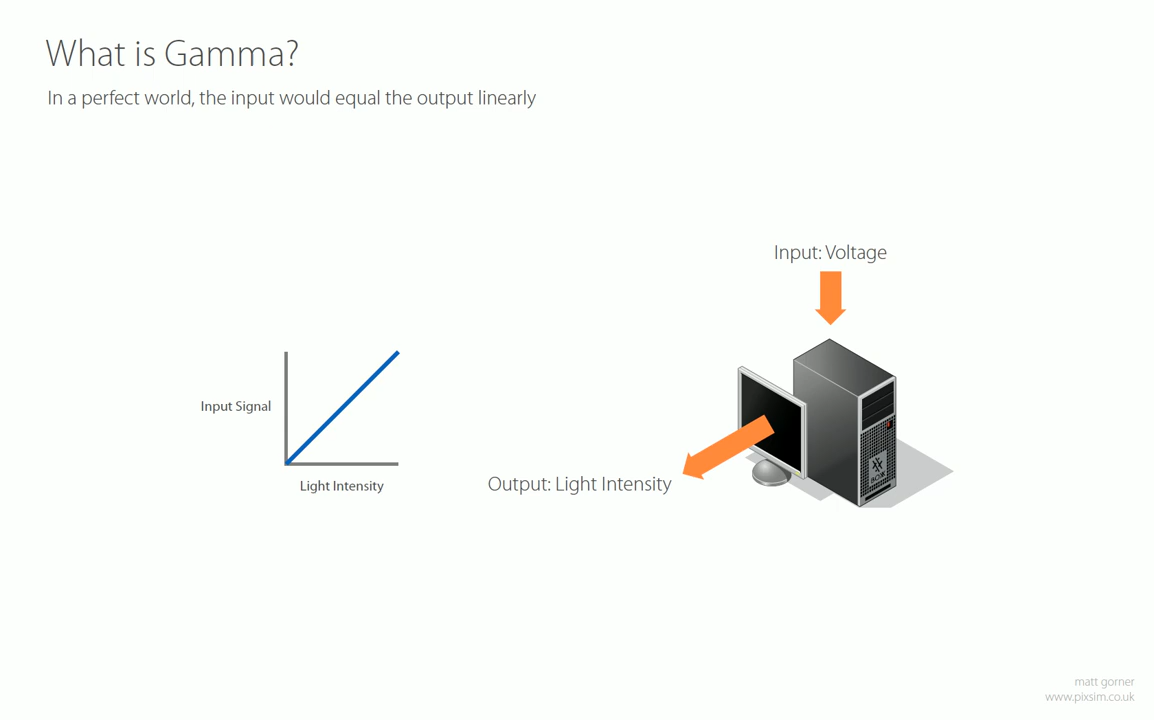 What is Gamma?
In a perfect world, the input would equal the output linearly
Input: Voltage
Input Signal
Light Intensity
Output: Light Intensity
BOX
matt gorner
www.pixsim.co.uk